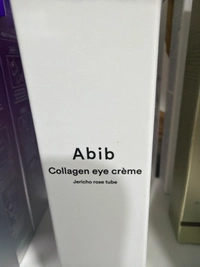 Abib
Collagen eye crème
Jericho rose tube